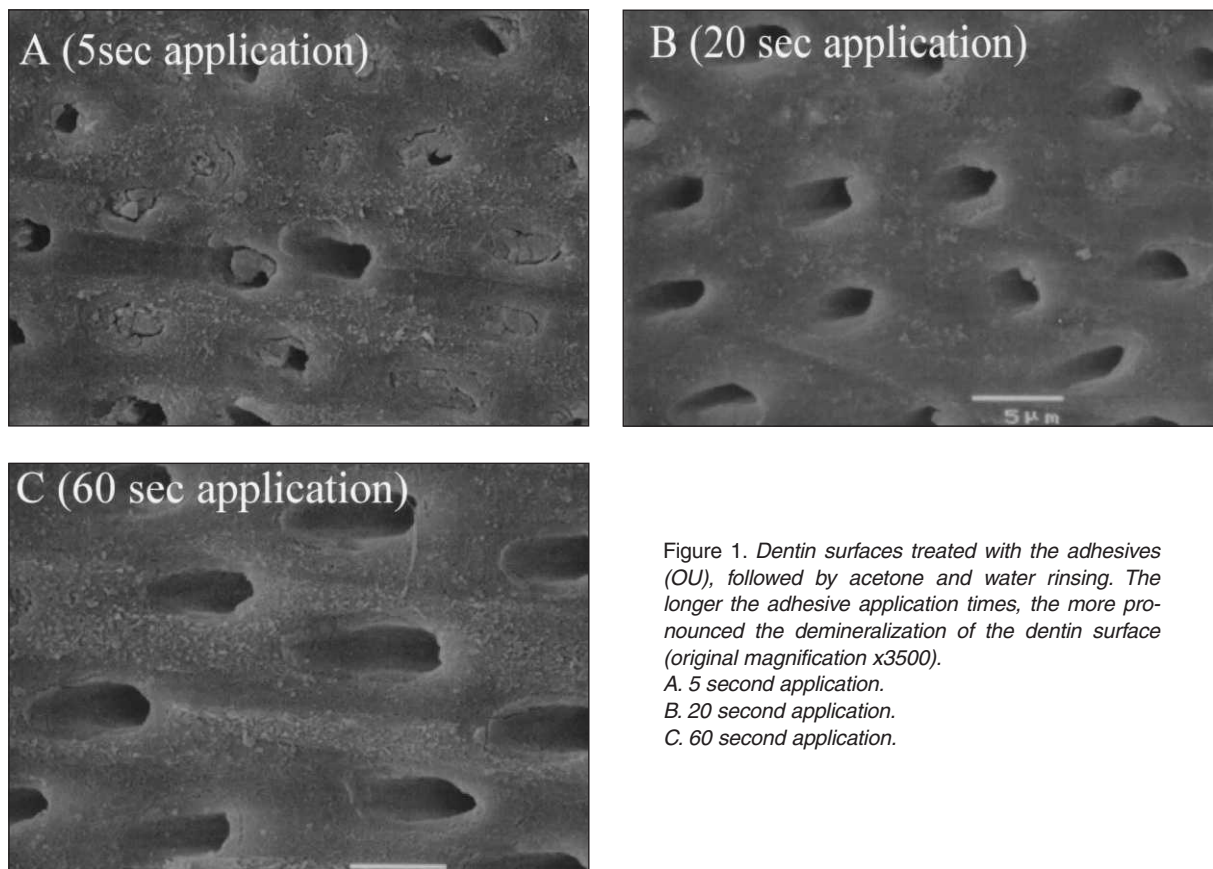 A (5sec application)
B (20 sec application)
5µm
C (60 sec application)
Figure 1. Dentin surfaces treated with the adhesives
(OU), followed by acetone and water rinsing. The
longer the adhesive application times, the more pro-
nounced the demineralization of the dentin surface
(original magnification x3500).
A. 5 second application.
B. 20 second application.
C. 60 second application.